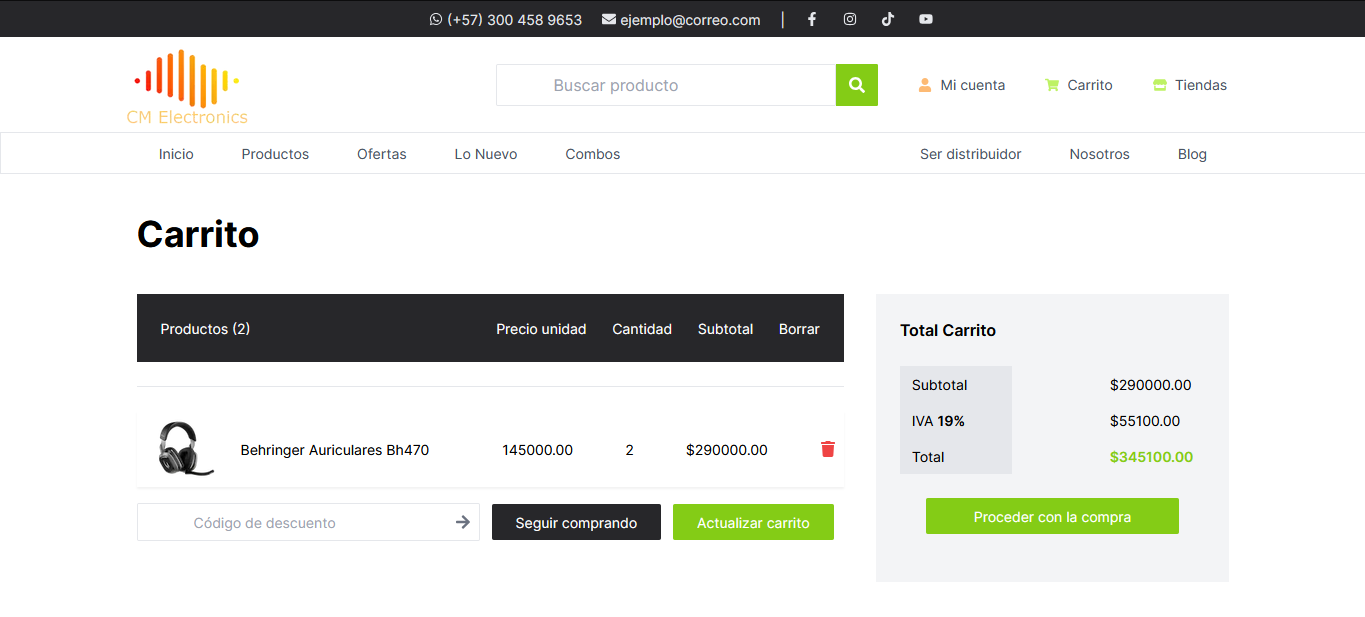 (+57) 300 458 9653 ejemplo@correo.com |
CM Electronics
Buscar producto
Mi cuenta Carrito Tiendas
Inicio Productos Ofertas Lo Nuevo Combos Ser distribuidor Nosotros Blog
Carrito
Productos (2) Precio unidad Cantidad Subtotal Borrar
Behringer Auriculares Bh470 145000.00 2 $290000.00
Código de descuento Seguir comprando Actualizar carrito
Total Carrito
Subtotal $290000.00
IVA 19% $55100.00
Total $345100.00
Proceder con la compra